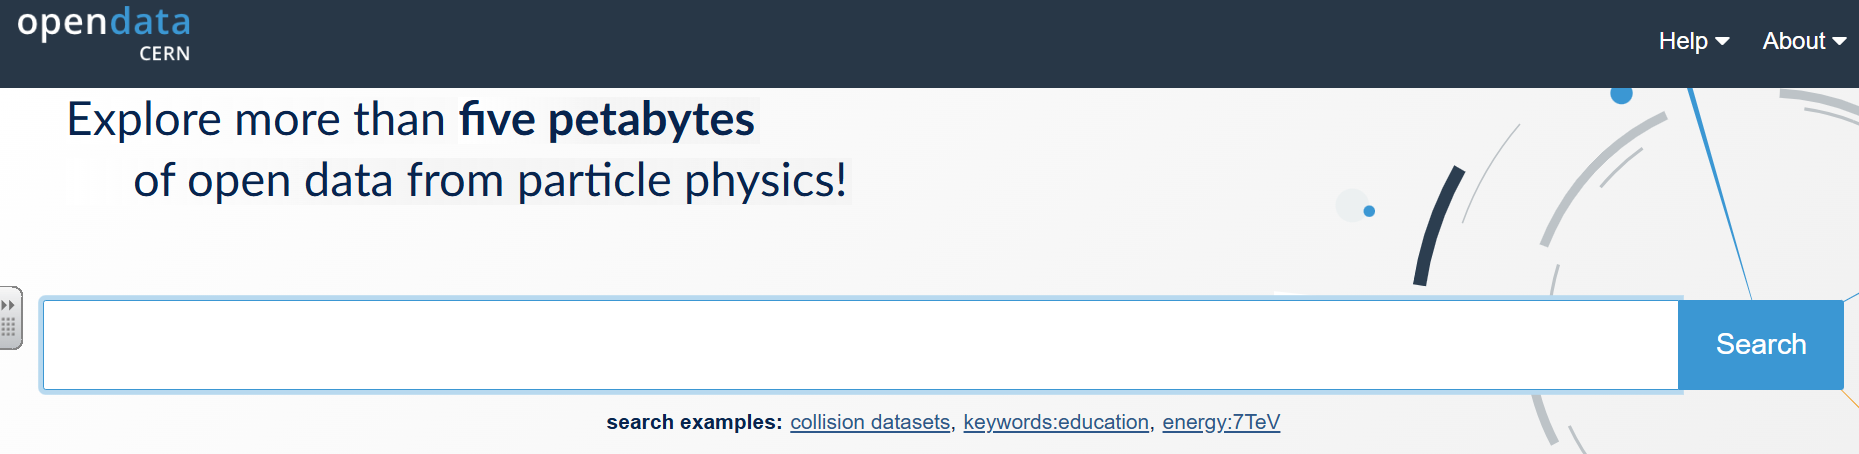 opendata
CERN
Help
About
Explore more than five petabytes
of open data from particle physics!
Search
search examples: collision datasets, keywords:education, energy:7TeV